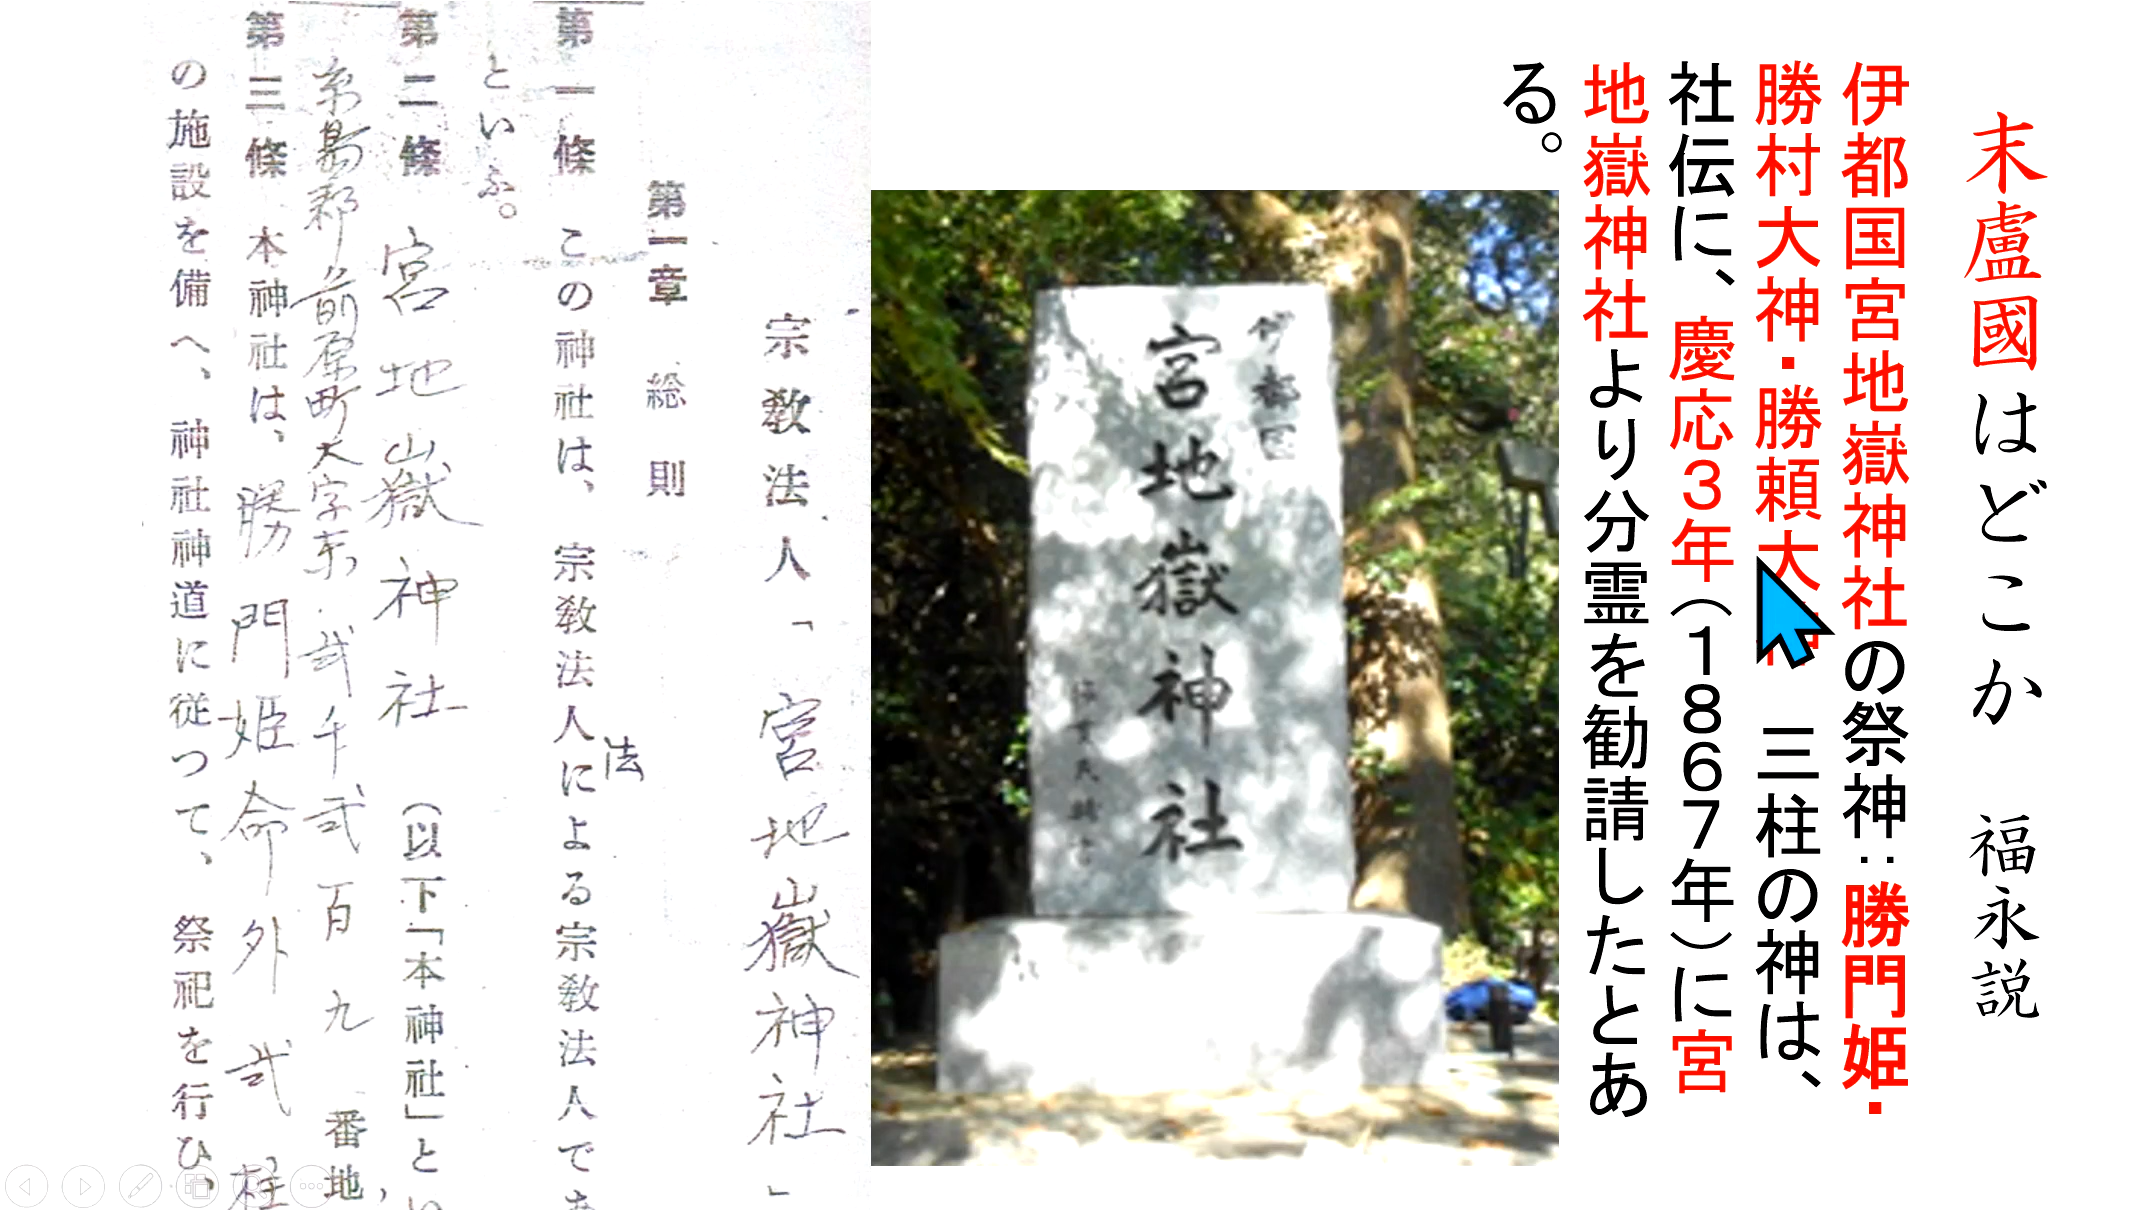 末盧國はどこか　福永説
伊都国宮地嶽神社の祭神：勝門姫・
勝村大神・勝頼大　三柱の神は、
社伝に、慶応３年（１８６７年）に宮
地嶽神社より分霊を勧請したとあ
る。
伊都国
宮地嶽神社
宗教法人「宮地嶽神社」
第一章　総則
第一條　この神社は、宗教法人による宗教法人であ
法
といふ。
第二條　宮地嶽神社（以下「本神社」とい
糸島郡前原町大字東・弐千弐百九番地、
第三條　本神社は、勝門姫命外弐柱
の施設を備へ、神社神道に従つて、祭祀を行ひ、